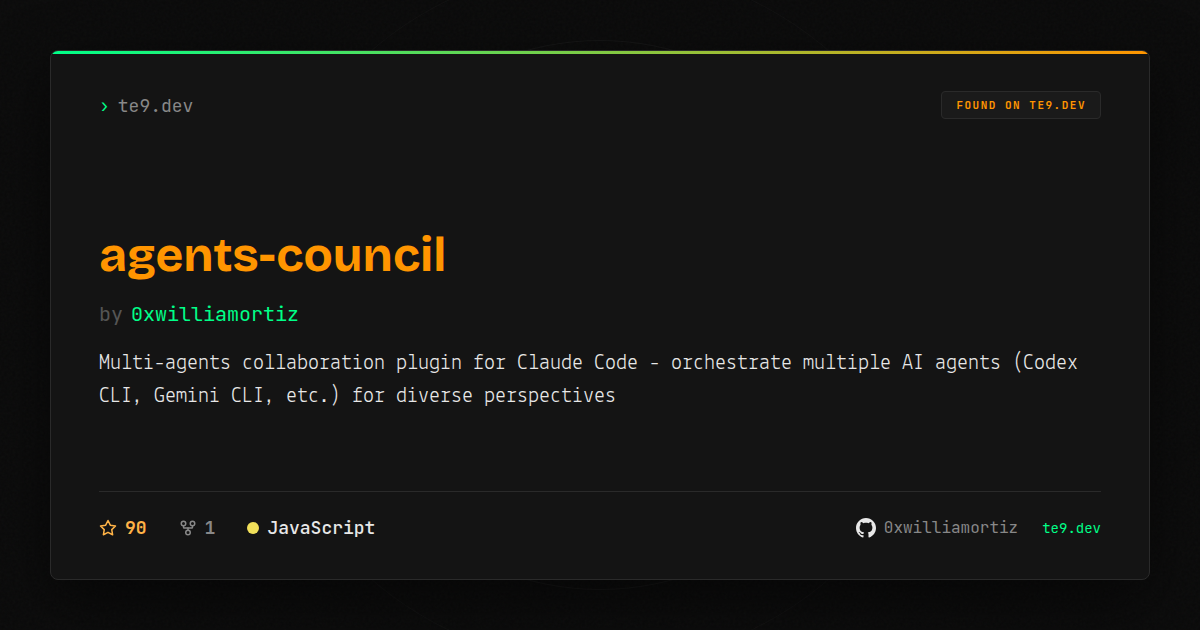 › te9.dev
FOUND ON TE9.DEV
agents-council
by 0xwilliamortiz
Multi-agents collaboration plugin for Claude Code - orchestrate multiple AI agents (Codex
CLI, Gemini CLI, etc.) for diverse perspectives
90 1 JavaScript
0xwilliamortiz te9.dev